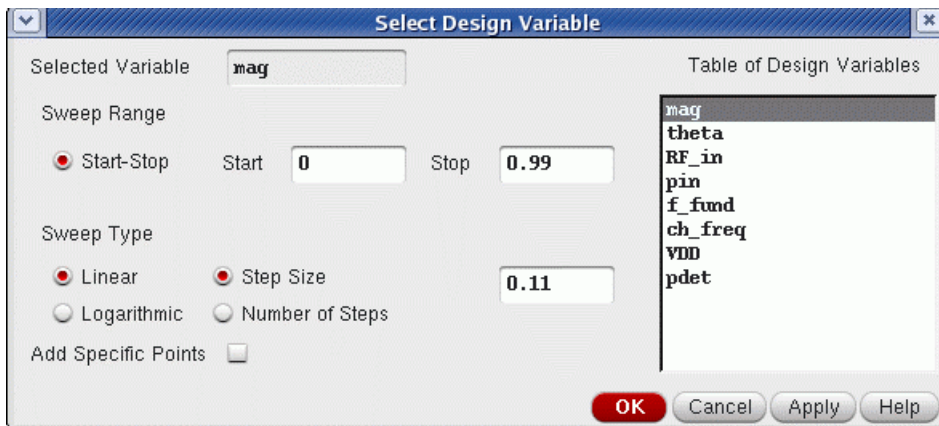 Select Design Variable
Selected Variable mag
Table of Design Variables
Sweep Range
Start-Stop Start 0 Stop 0.99
Sweep Type
Linear Step Size 0.11
Logarithmic Number of Steps
Add Specific Points
mag
theta
RF_in
pin
f_fund
ch_freq
VDD
pdet
OK Cancel Apply Help